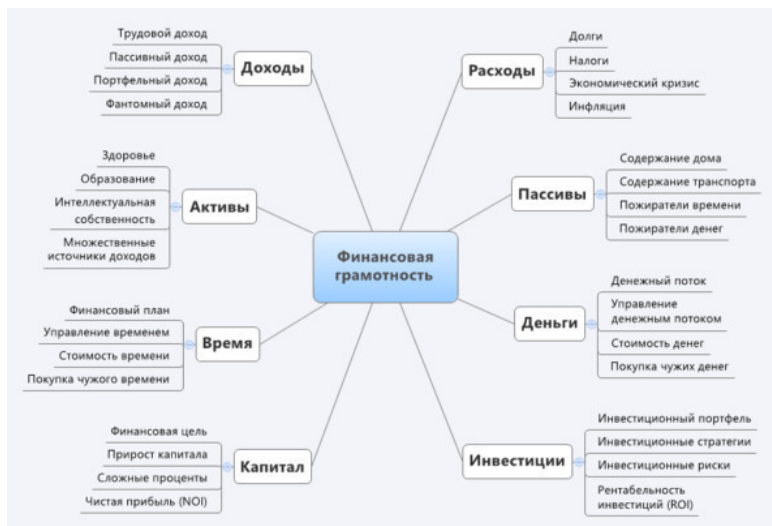 Финансовая
грамотность
Доходы
Трудовой доход
Пассивный доход
Портфельный доход
Фантомный доход
Активы
Здоровье
Образование
Интеллектуальная
собственность
Множественные
источники доходов
Время
Финансовый план
Управление временем
Стоимость времени
Покупка чужого времени
Капитал
Финансовая цель
Прирост капитала
Сложные проценты
Чистая прибыль (NOI)
Расходы
Долги
Налоги
Экономический кризис
Инфляция
Пассивы
Содержание дома
Содержание транспорта
Пожиратели времени
Пожиратели денег
Деньги
Денежный поток
Управление
денежным потоком
Стоимость денег
Покупка чужих денег
Инвестиции
Инвестиционный портфель
Инвестиционные стратегии
Инвестиционные риски
Рентабельность
инвестиций (ROI)